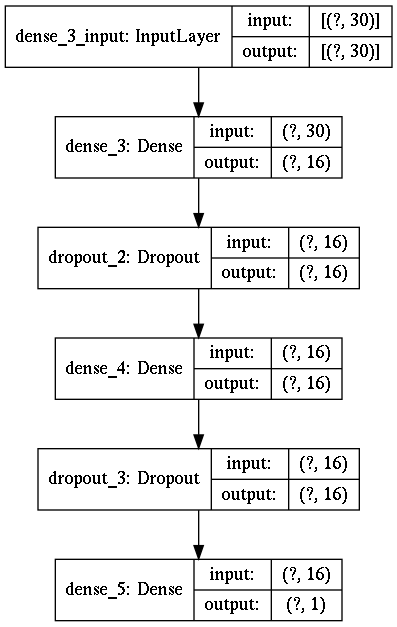 dense_3_input: InputLayer
input: [(?, 30)]
output: [(?, 30)]
dense_3: Dense
input: (?, 30)
output: (?, 16)
dropout_2: Dropout
input: (?, 16)
output: (?, 16)
dense_4: Dense
input: (?, 16)
output: (?, 16)
dropout_3: Dropout
input: (?, 16)
output: (?, 16)
dense_5: Dense
input: (?, 16)
output: (?, 1)